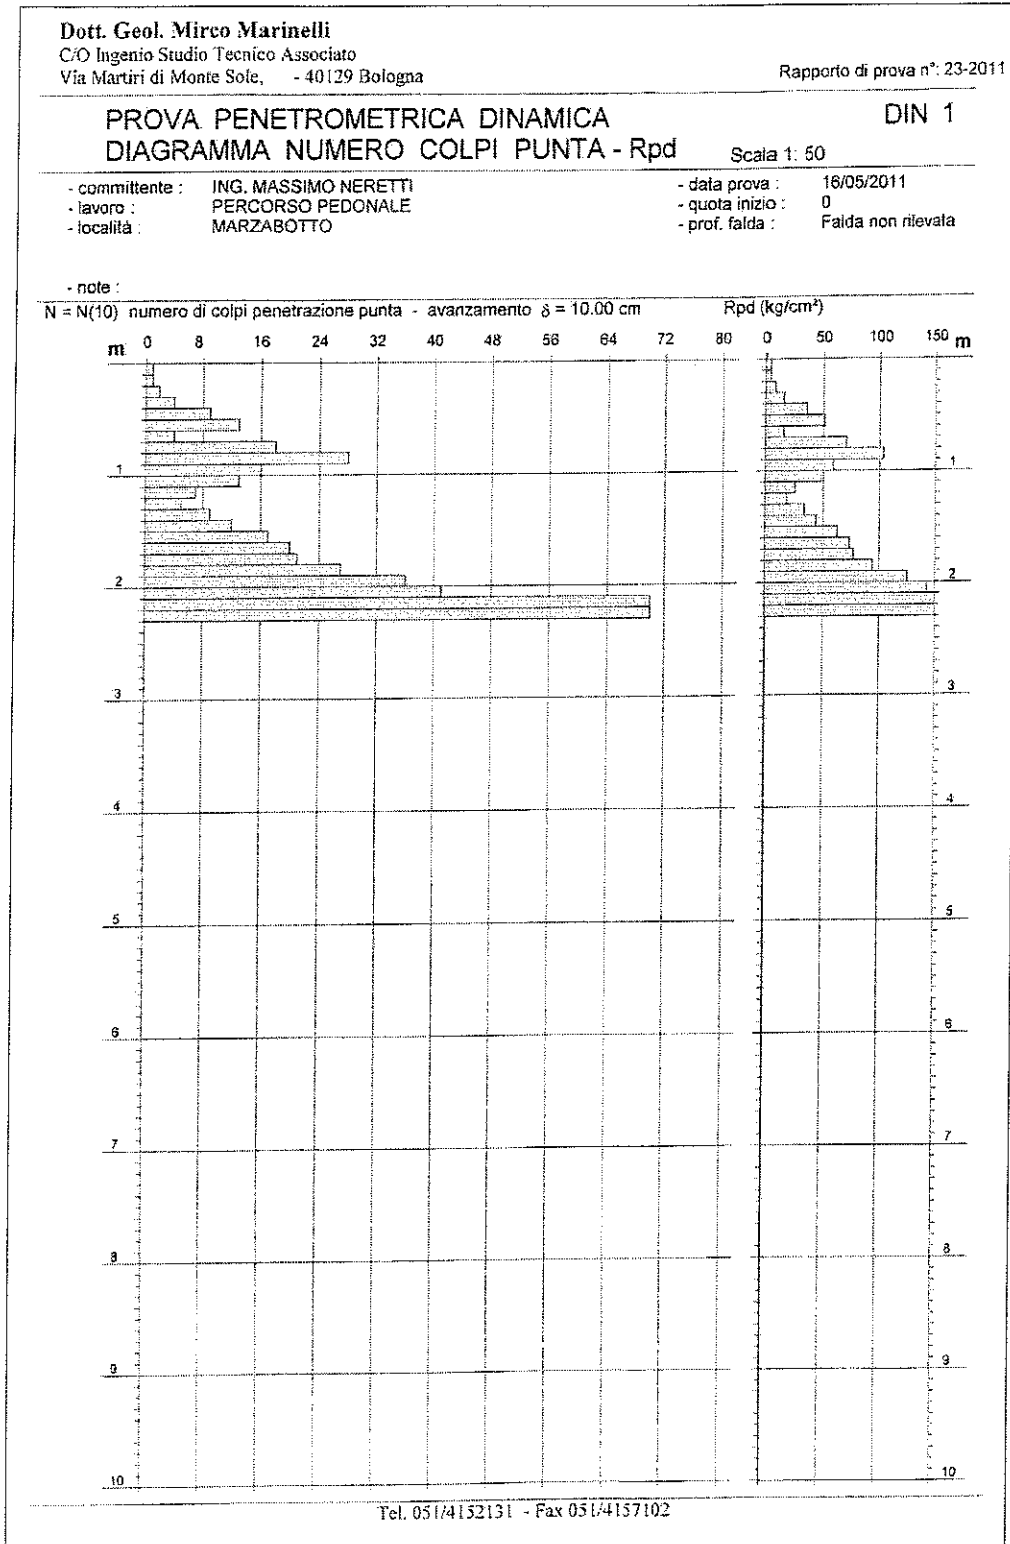 Dott. Geol. Mirco Marinelli
C/O Ingenio Studio Tecnico Associato
Via Martiri di Monte Sole, - 40129 Bologna
Rapporto di prova n°: 23-2011
PROVA PENETROMETRICA DINAMICA
DIN 1
DIAGRAMMA NUMERO COLPI PUNTA - Rpd
Scala 1: 50
- committente : ING. MASSIMO NERETTI
- data prova : 16/05/2011
- lavoro : PERCORSO PEDONALE
- quota inizio : 0
- località : MARZABOTTO
- prof. falda : Falda non rilevata
- note :
N = N(10) numero di colpi penetrazione punta - avanzamento δ = 10.00 cm
Rpd (kg/cm²)
m 0 8 16 24 32 40 48 56 64 72 80
0 50 100 150 m
1 1
2 2
3 3
4 4
5 5
6 6
7 7
8 8
9 9
10 10
Tel. 051/4152131 - Fax 051/4157102